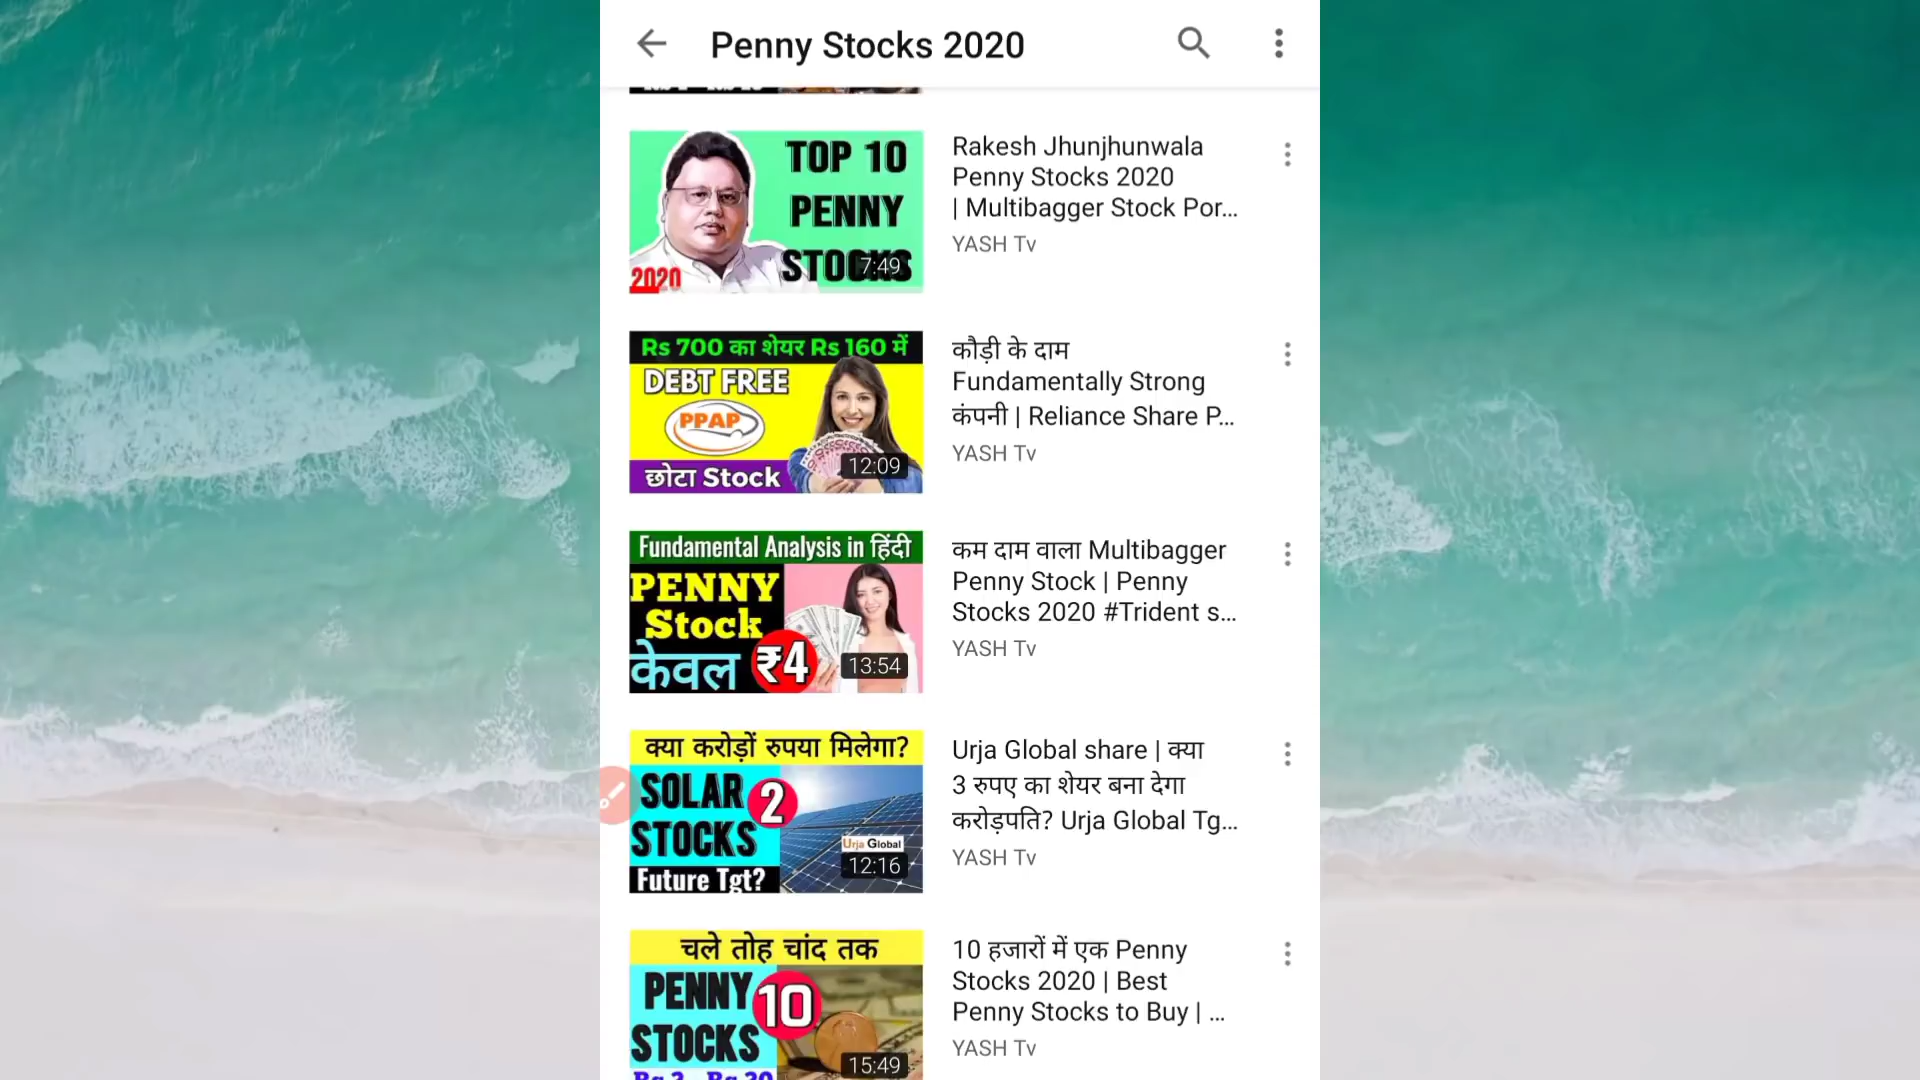 Penny Stocks 2020
TOP 10
PENNY
STOCKS
2020
7:49
Rakesh Jhunjhunwala
Penny Stocks 2020
| Multibagger Stock Por...
YASH Tv
Rs 700 का शेयर Rs 160 में
DEBT FREE
PPAP
छोटा Stock
12:09
कौड़ी के दाम
Fundamentally Strong
कंपनी | Reliance Share P...
YASH Tv
Fundamental Analysis in हिंदी
PENNY
Stock
केवल ₹4
13:54
कम दाम वाला Multibagger
Penny Stock | Penny
Stocks 2020 #Trident s...
YASH Tv
क्या करोड़ों रुपया मिलेगा?
SOLAR 2
STOCKS
Urja Global
Future Tgt?
12:16
Urja Global share | क्या
3 रुपए का शेयर बना देगा
करोड़पति? Urja Global Tg...
YASH Tv
चले तोह चांद तक
PENNY 10
STOCKS
Rs 2 - Rs 20
15:49
10 हजारों में एक Penny
Stocks 2020 | Best
Penny Stocks to Buy | ...
YASH Tv